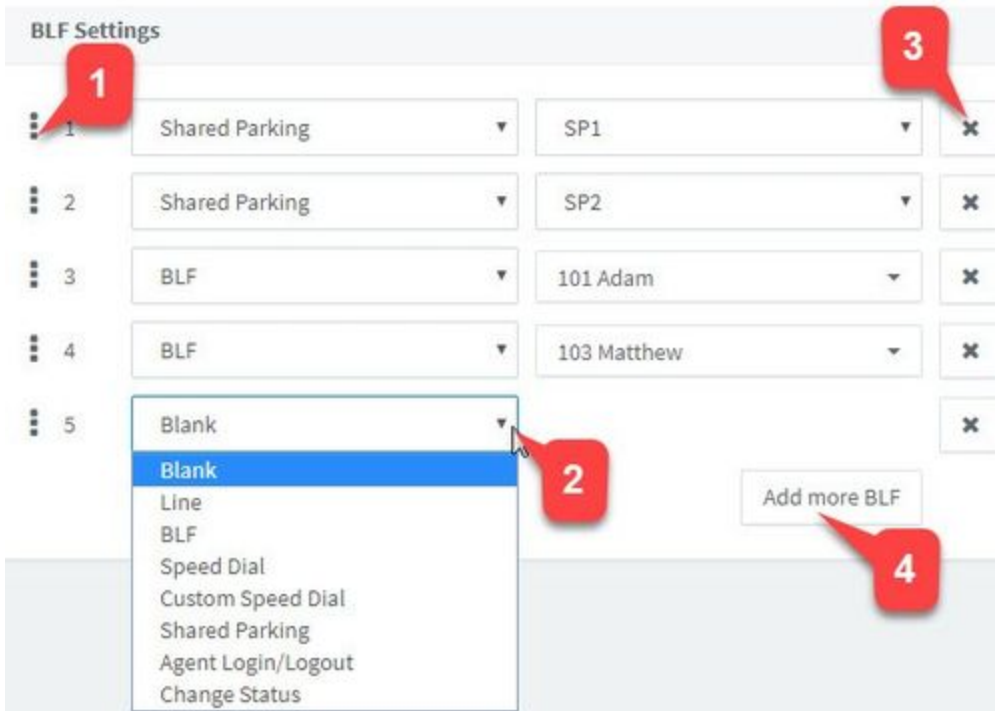 BLF Settings
3
1
1 Shared Parking SP1
2 Shared Parking SP2
3 BLF 101 Adam
4 BLF 103 Matthew
5 Blank
2
Blank
Line
Add more BLF
BLF
Speed Dial
4
Custom Speed Dial
Shared Parking
Agent Login/Logout
Change Status